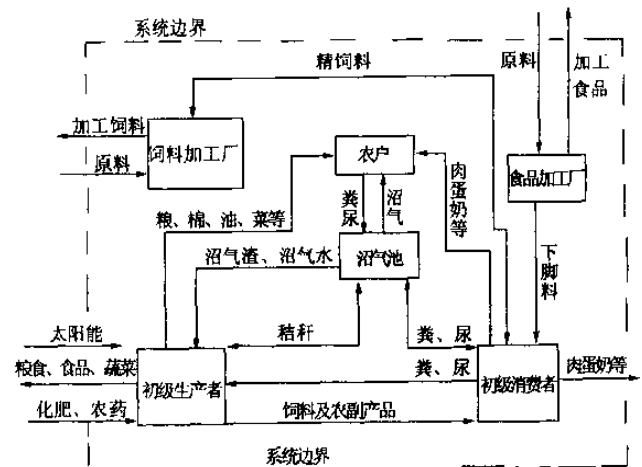 系统边界
精饲料
原料
加工
食品
加工饲料
原料
饲料加工厂
农户
肉蛋奶等
食品加工厂
粪尿
沼气
粮、棉、油、菜等
沼气渣、沼气水
沼气池
下脚料
太阳能
秸秆
粪、尿
粮食、食品、蔬菜
初级生产者
粪、尿
初级消费者
肉蛋奶等
化肥、农药
饲料及农副产品
系统边界